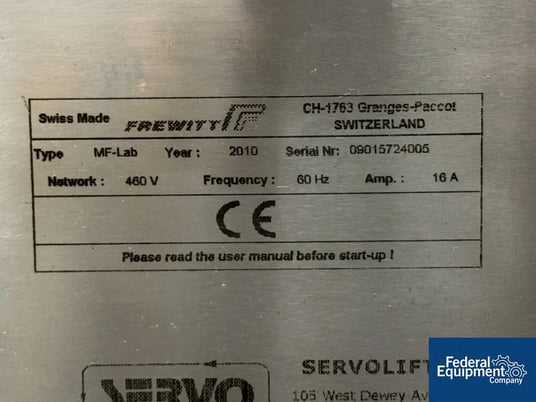 Swiss Made FREWITT CH-1763 Granges-Paccot
SWITZERLAND
Type MF-Lab Year : 2010 Serial Nr: 09015724005
Network : 460 V Frequency : 60 Hz Amp. : 16 A
CE
Please read the user manual before start-up !
SERVO
SERVOLIFT
105 West Dewey Av
Federal
Equipment
Company